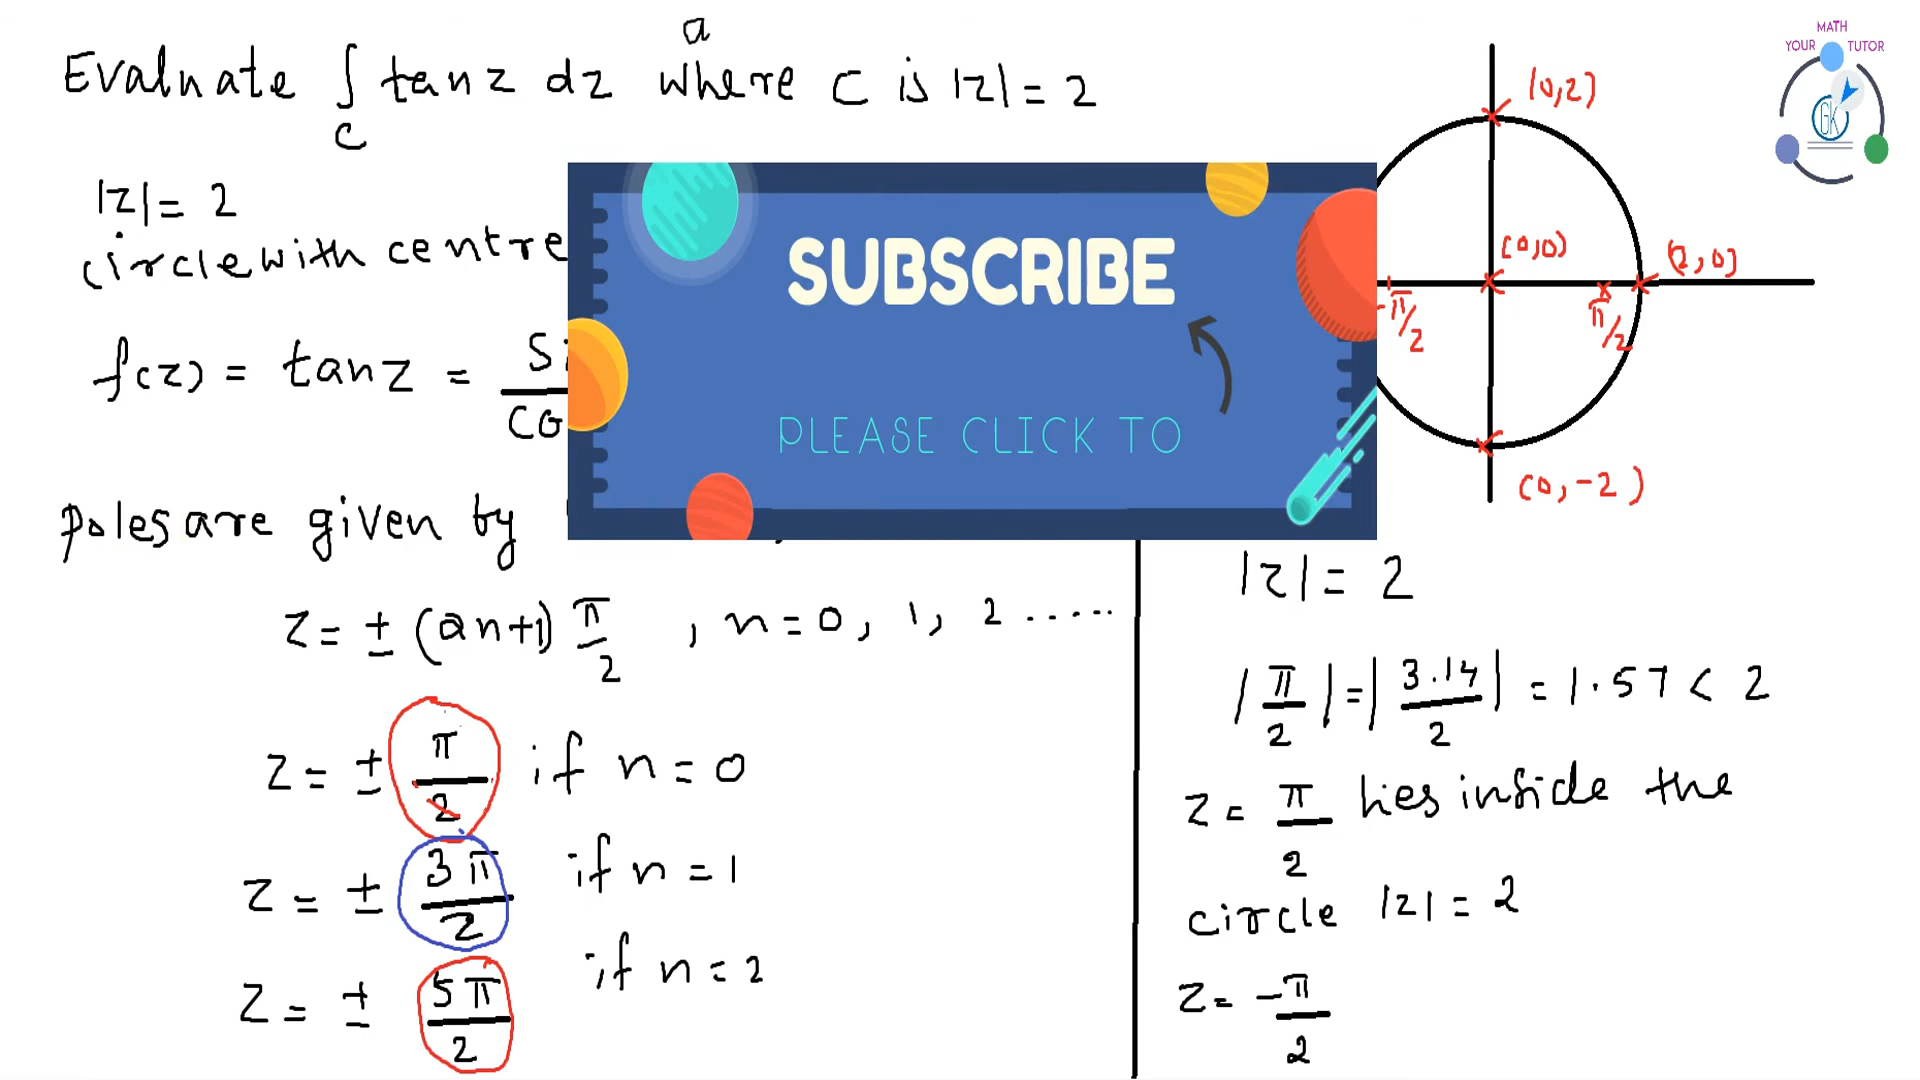 a
Evaluate ∫ tan z dz where C is |z| = 2
C
|z| = 2
circle with centre
f(z) = tan z =
Poles are given by
z = ± (2n+1) π/2 , n = 0, 1, 2 .....
z = ± π/2 if n = 0
z = ± 3π/2 if n = 1
z = ± 5π/2 if n = 2
SUBSCRIBE
PLEASE CLICK TO
(0,2)
(0,0)
(2,0)
-π/2
π/2
(0,-2)
|z| = 2
|π/2| = |3.14/2| = 1.57 < 2
z = π/2 lies inside the
circle |z| = 2
z = -π/2
MATH
YOUR TUTOR
GK